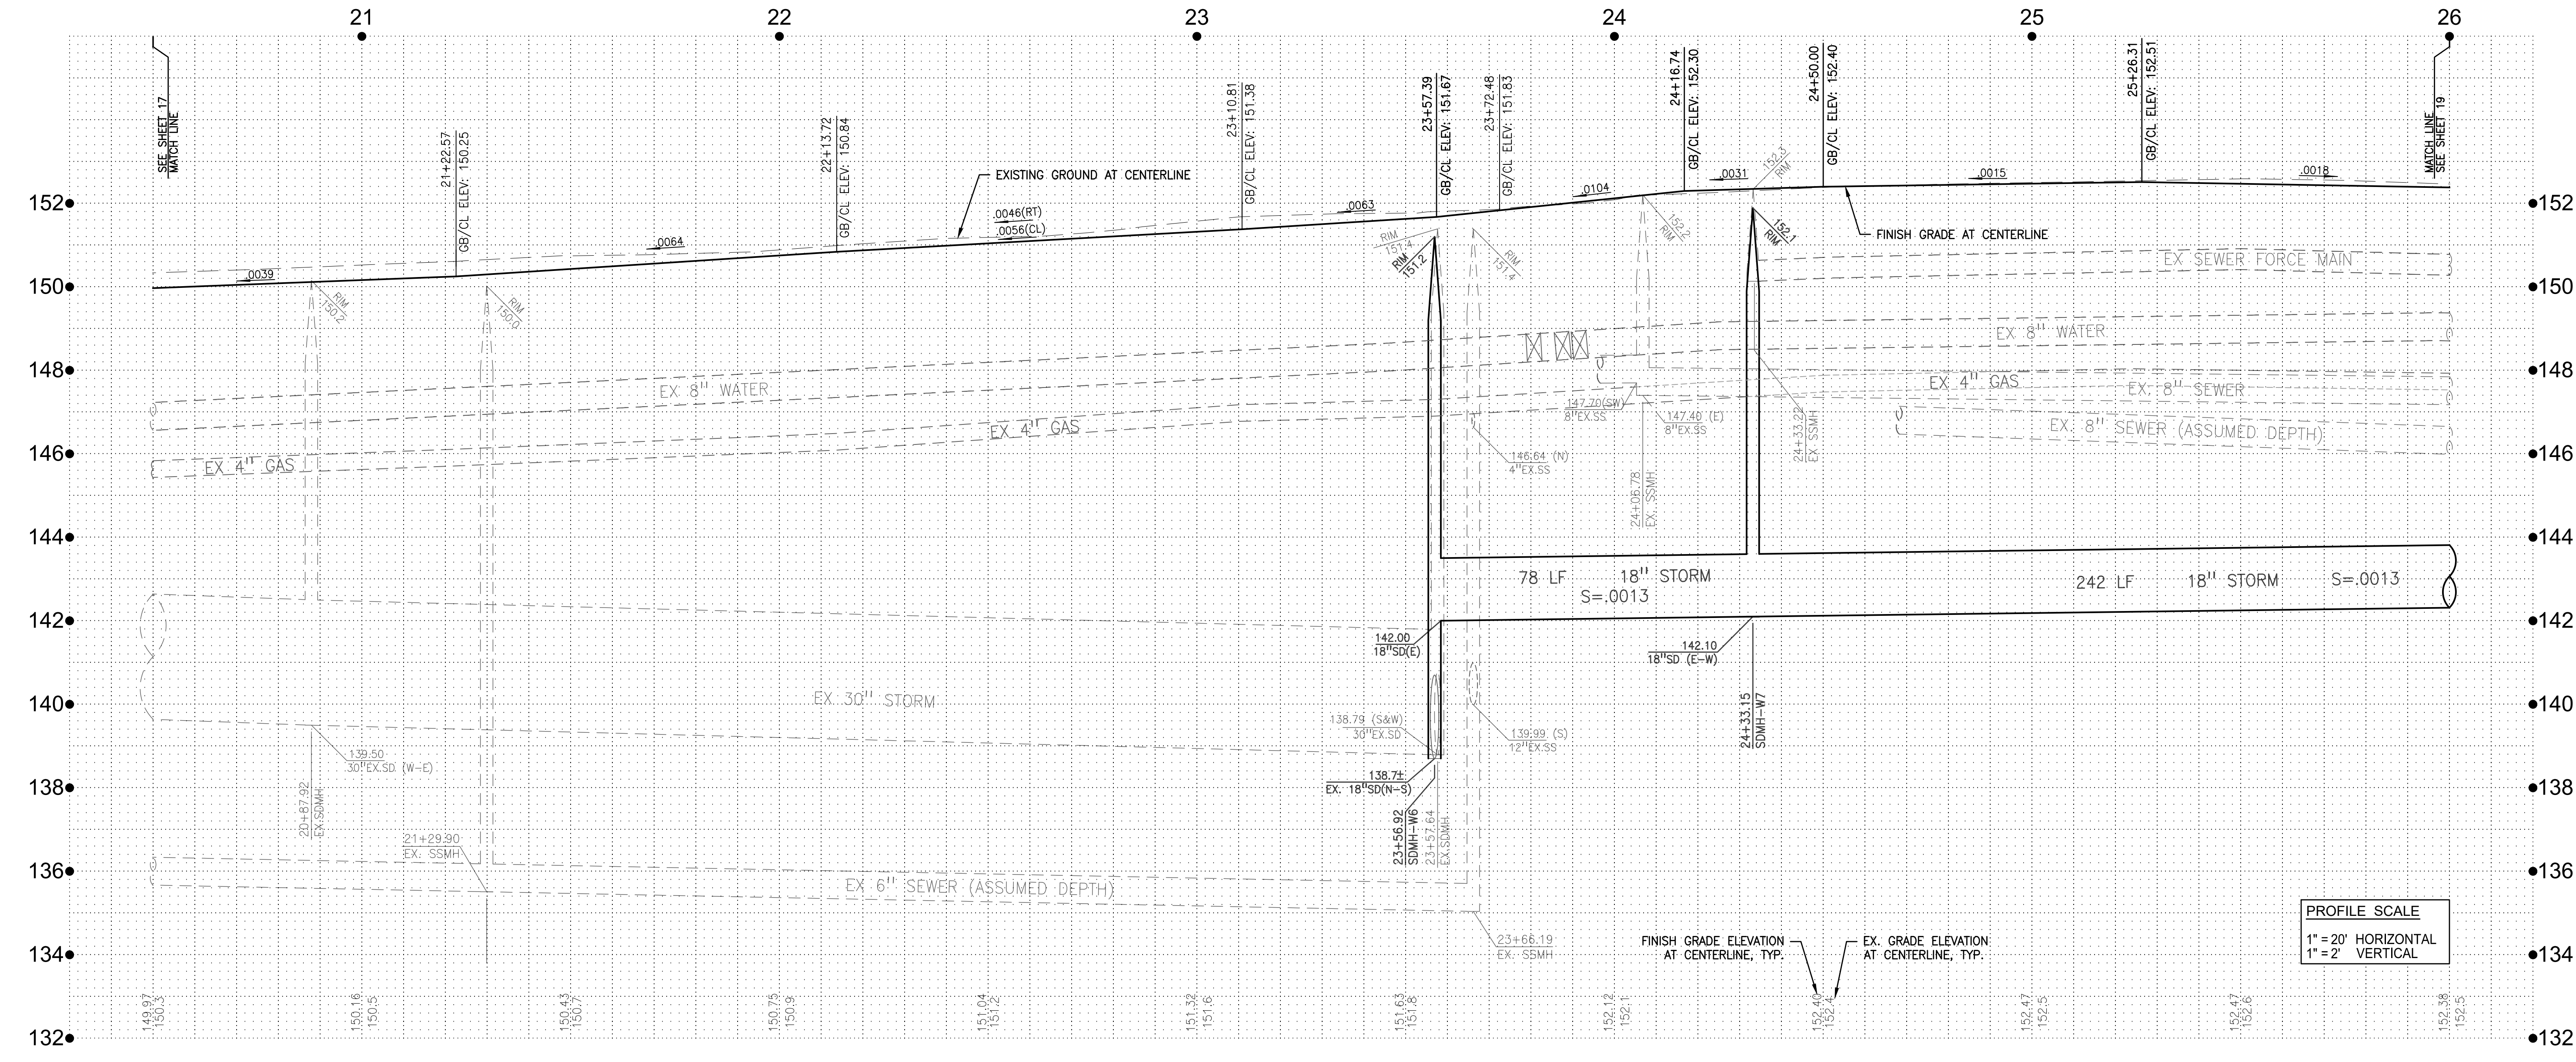 21
22
23
24
25
26
SEE SHEET 17
MATCH LINE
21+22.57
GB/CL ELEV: 150.25
22+13.72
GB/CL ELEV: 150.84
23+10.81
GB/CL ELEV: 151.38
23+57.39
GB/CL ELEV: 151.67
23+72.48
GB/CL ELEV: 151.83
24+16.74
GB/CL ELEV: 152.30
24+50.00
GB/CL ELEV: 152.40
25+26.31
GB/CL ELEV: 152.51
MATCH LINE
SEE SHEET 19
EXISTING GROUND AT CENTERLINE
152.3
RIM
.0039
.0064
.0046(RT)
.0056(CL)
.0063
.0104
.0031
.0015
.0018
152
152
FINISH GRADE AT CENTERLINE
RIM
150.2
RIM
150.0
RIM
151.4
RIM
151.2
RIM
151.4
152.2
RIM
152.1
RIM
EX SEWER FORCE MAIN
150
150
EX 8" WATER
EX 8" WATER
148
148
EX 4" GAS
EX. 8" SEWER
147.70(SW)
8"EX.SS
147.40 (E)
8"EX.SS
24+33.22
EX SSMH
EX. 8" SEWER (ASSUMED DEPTH)
EX 4" GAS
EX 4" GAS
146.64 (N)
4"EX.SS
146
146
24+06.78
EX. SSMH
144
144
78 LF 18" STORM
S=.0013
242 LF 18" STORM S=.0013
142
142
142.00
18"SD(E)
142.10
18"SD (E-W)
24+33.15
SDMH-W7
EX 30" STORM
140
140
138.79 (S&W)
30"EX.SD
139.99 (S)
12"EX.SS
139.50
30"EX.SD (W-E)
20+87.92
EX.SDMH
138.7±
EX. 18"SD(N-S)
138
138
23+56.92
SDMH-W6
23+57.64
EX.SDMH
21+29.90
EX. SSMH
136
136
EX 6" SEWER (ASSUMED DEPTH)
23+66.19
EX. SSMH
FINISH GRADE ELEVATION
AT CENTERLINE, TYP.
EX. GRADE ELEVATION
AT CENTERLINE, TYP.
PROFILE SCALE
1" = 20' HORIZONTAL
1" = 2' VERTICAL
134
134
149.97
150.3
150.16
150.5
150.43
150.7
150.75
150.9
151.04
151.2
151.32
151.6
151.63
151.8
152.12
152.1
152.40
152.4
152.47
152.5
152.47
152.6
152.38
152.5
132
132